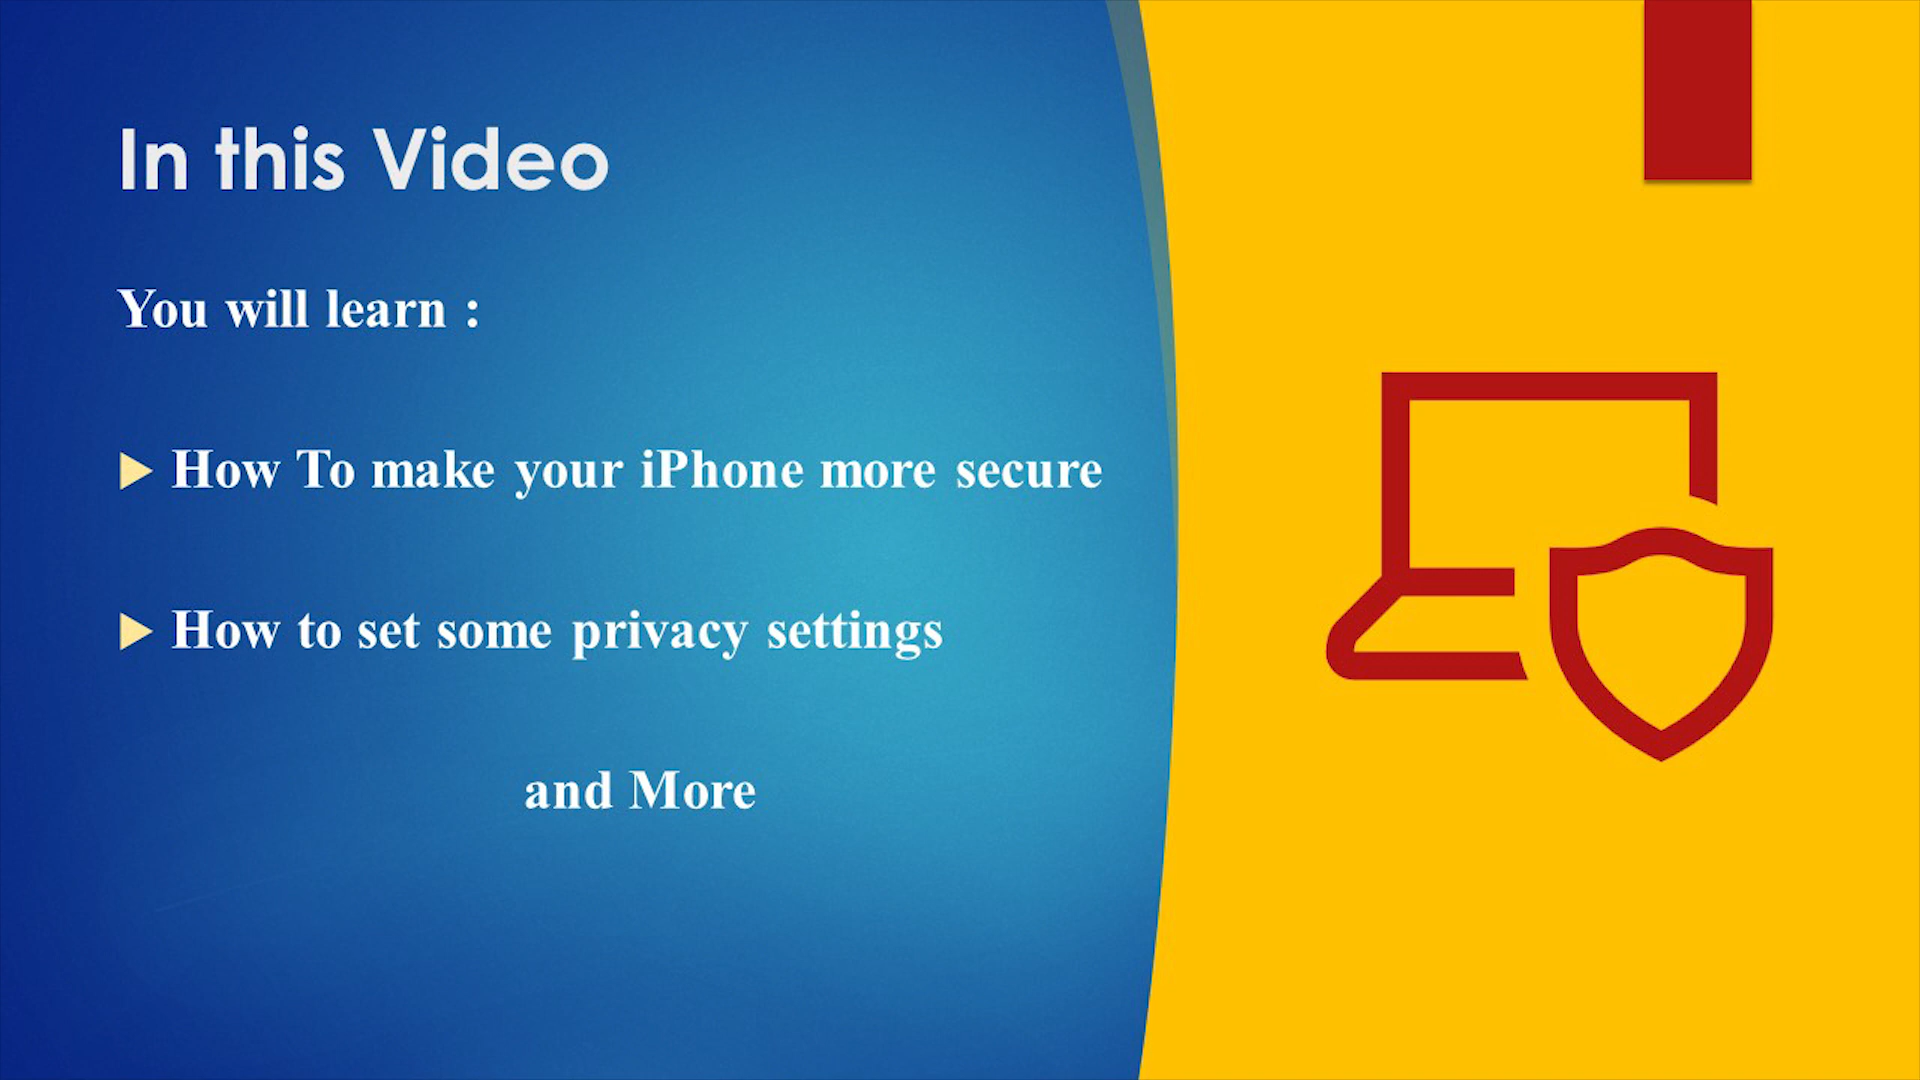 In this Video
You will learn :
How To make your iPhone more secure
How to set some privacy settings
and More